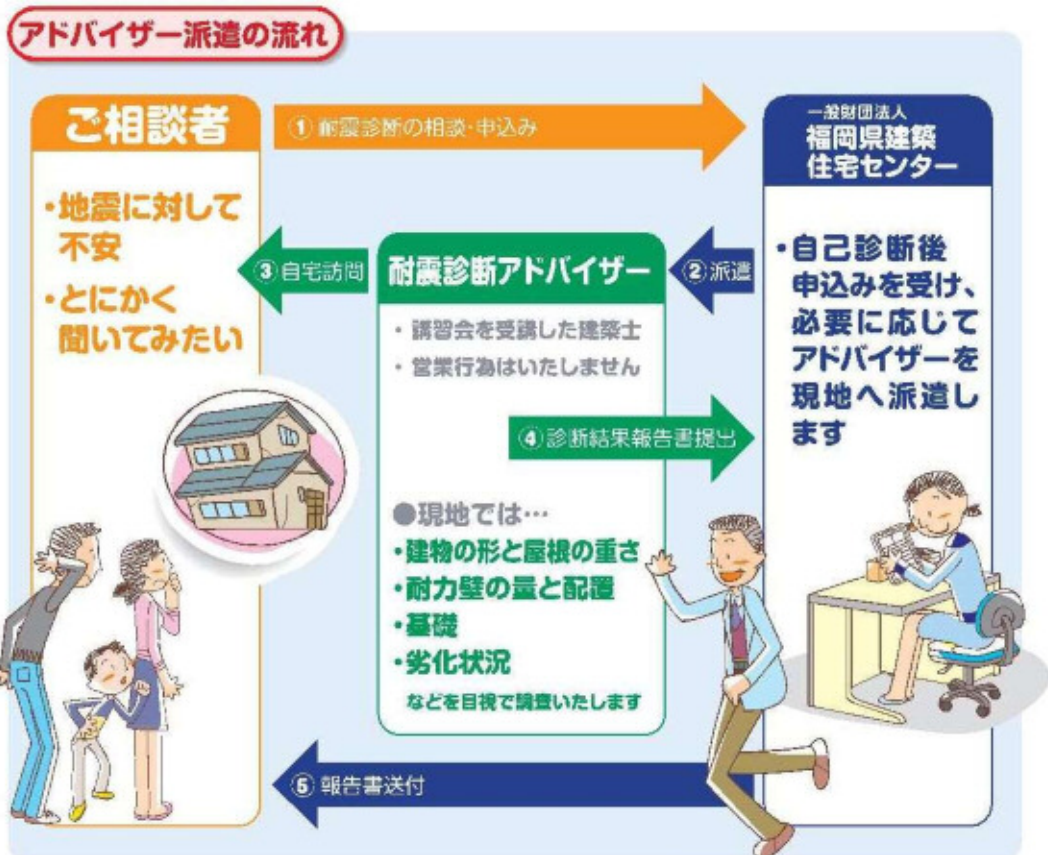 アドバイザー派遣の流れ
ご相談者
・地震に対して
不安
・とにかく
聞いてみたい
①耐震診断の相談・申込み
一般財団法人
福岡県建築
住宅センター
・自己診断後
申込みを受け、
必要に応じて
アドバイザーを
現地へ派遣し
ます
②派遣
耐震診断アドバイザー
・講習会を受講した建築士
・営業行為はいたしません
③自宅訪問
④診断結果報告書提出
●現地では…
・建物の形と屋根の重さ
・耐力壁の量と配置
・基礎
・劣化状況
などを目視で調査いたします
⑤報告書送付